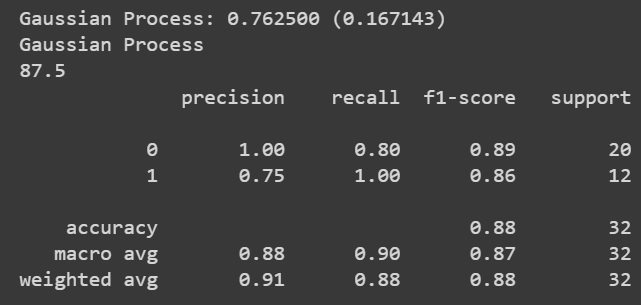 Gaussian Process: 0.762500 (0.167143)
Gaussian Process
87.5
precision recall f1-score support
0 1.00 0.80 0.89 20
1 0.75 1.00 0.86 12
accuracy 0.88 32
macro avg 0.88 0.90 0.87 32
weighted avg 0.91 0.88 0.88 32